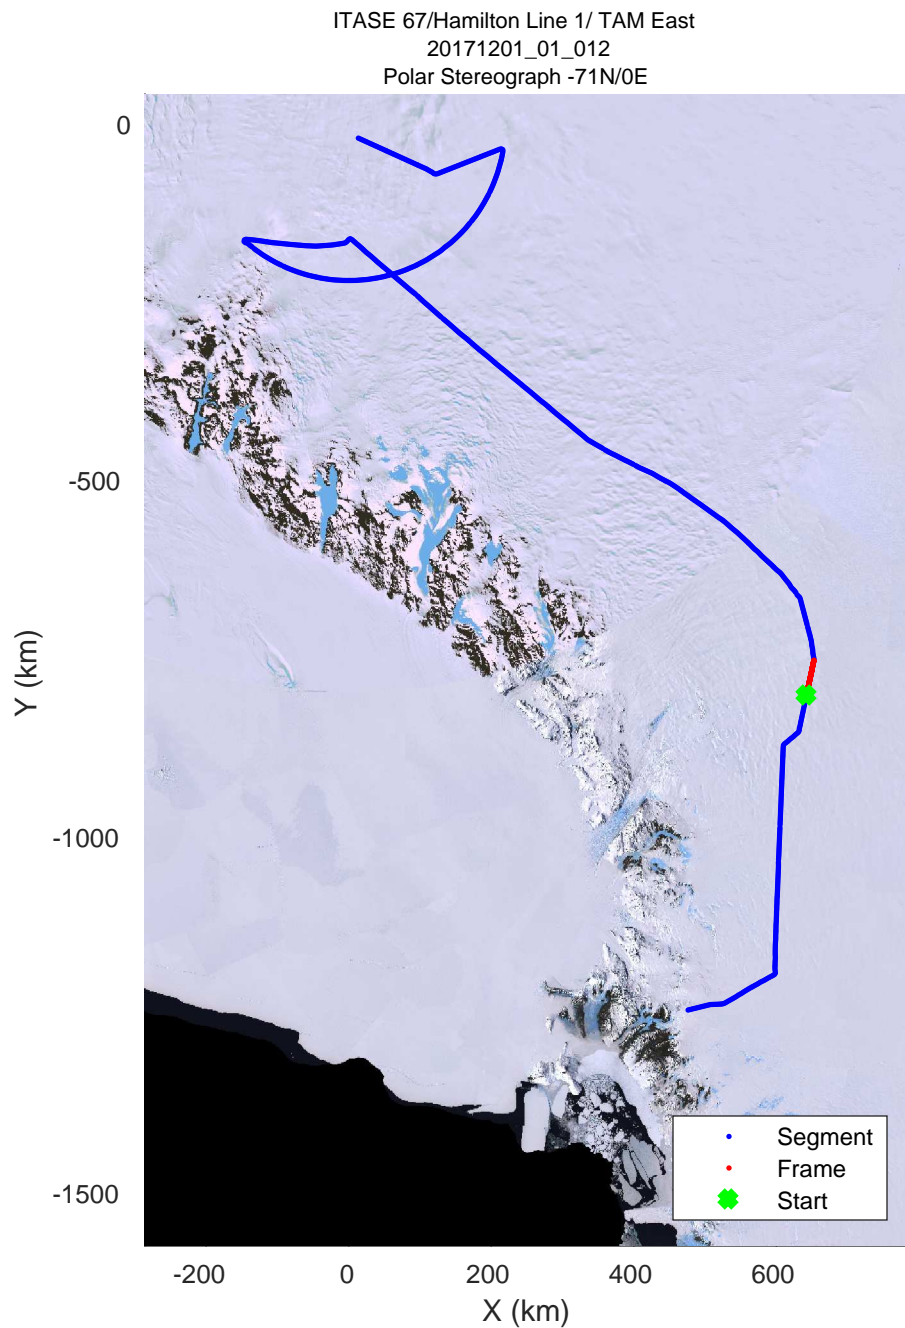 ITASE 67/Hamilton Line 1/ TAM East
20171201_01_012
Polar Stereograph -71N/0E
0
-500
-1000
-1500
Y (km)
-200 0 200 400 600
X (km)
Segment
Frame
Start